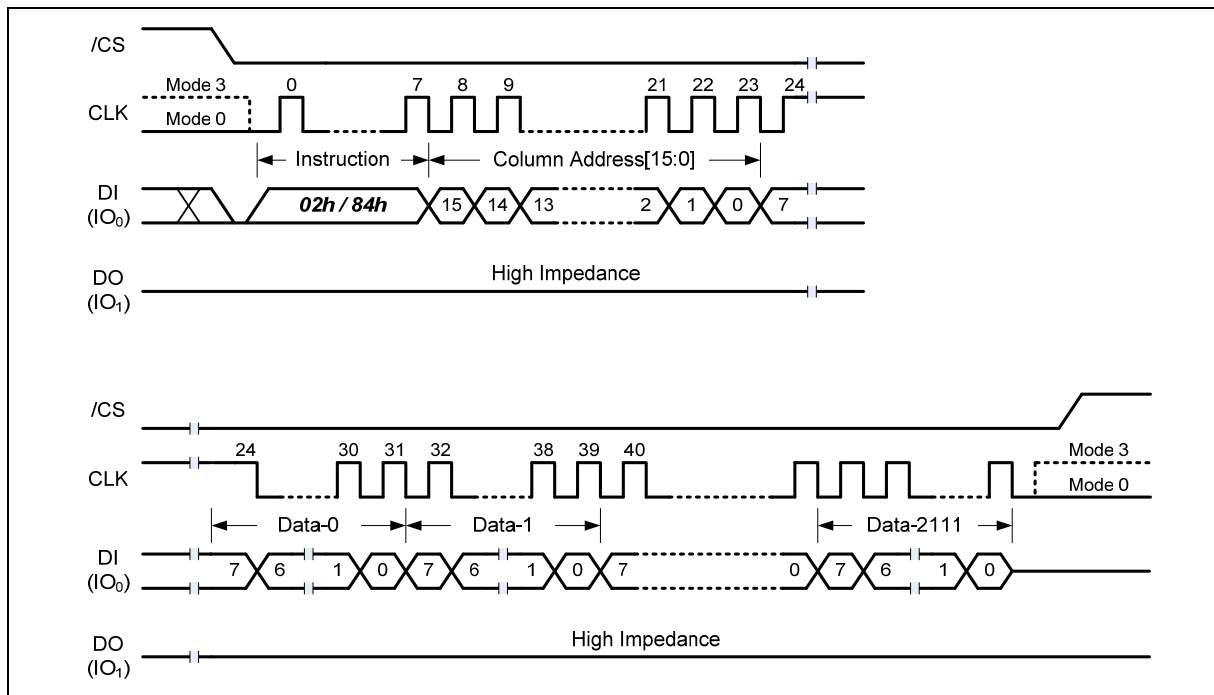 /CS
Mode 3 0 7 8 9 21 22 23 24
CLK
Mode 0
Instruction Column Address[15:0]
DI
(IO0)
02h / 84h 15 14 13 2 1 0 7
High Impedance
DO
(IO1)
/CS
24 30 31 32 38 39 40 Mode 3
CLK
Mode 0
Data-0 Data-1 Data-2111
DI
(IO0)
7 6 1 0 7 6 1 0 7 0 7 6 1 0
High Impedance
DO
(IO1)